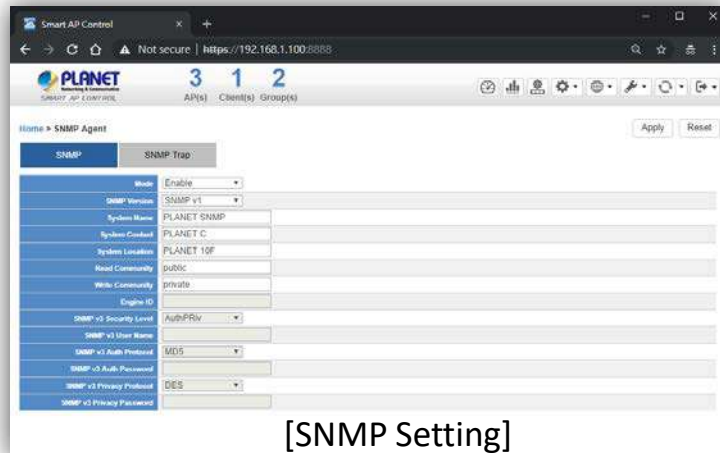 Smart AP Control
Not secure | https://192.168.1.100:8888
PLANET
Networking & Communication
SMART AP CONTROL
3 1 2
AP(s) Client(s) Group(s)
Home > SNMP Agent
Apply Reset
SNMP SNMP Trap
Mode Enable
SNMP Version SNMP v1
System Name PLANET SNMP
System Contact PLANET C
System Location PLANET 10F
Read Community public
Write Community private
Engine ID
SNMP v3 Security Level AuthPRiv
SNMP v3 User Name
SNMP v3 Auth Protocol MD5
SNMP v3 Auth Password
SNMP v3 Privacy Protocol DES
SNMP v3 Privacy Password
[SNMP Setting]